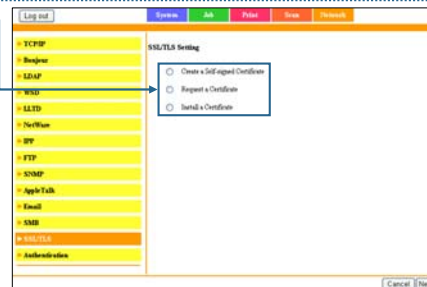 Log out
System Job Print Scan Network
TCP/IP
Bonjour
LDAP
WSD
LLTD
NetWare
IPP
FTP
SNMP
AppleTalk
Email
SMB
SSL/TLS
Authentication
SSL/TLS Setting
Create a Self-signed Certificate
Request a Certificate
Install a Certificate
Cancel Ne